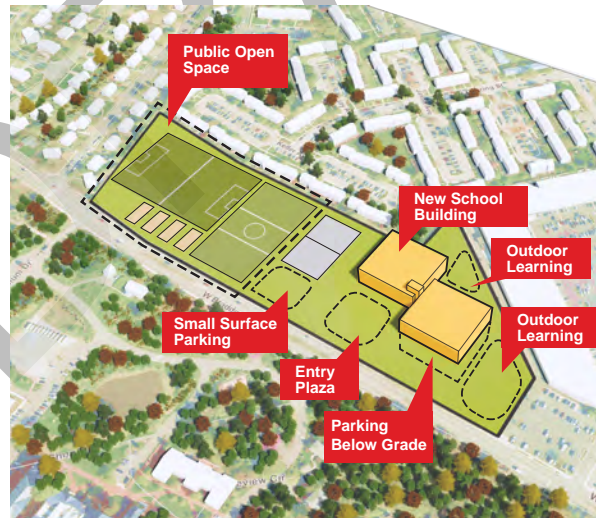 Public Open
Space
New School
Building
Outdoor
Learning
Outdoor
Learning
Small Surface
Parking
Entry
Plaza
Parking
Below Grade